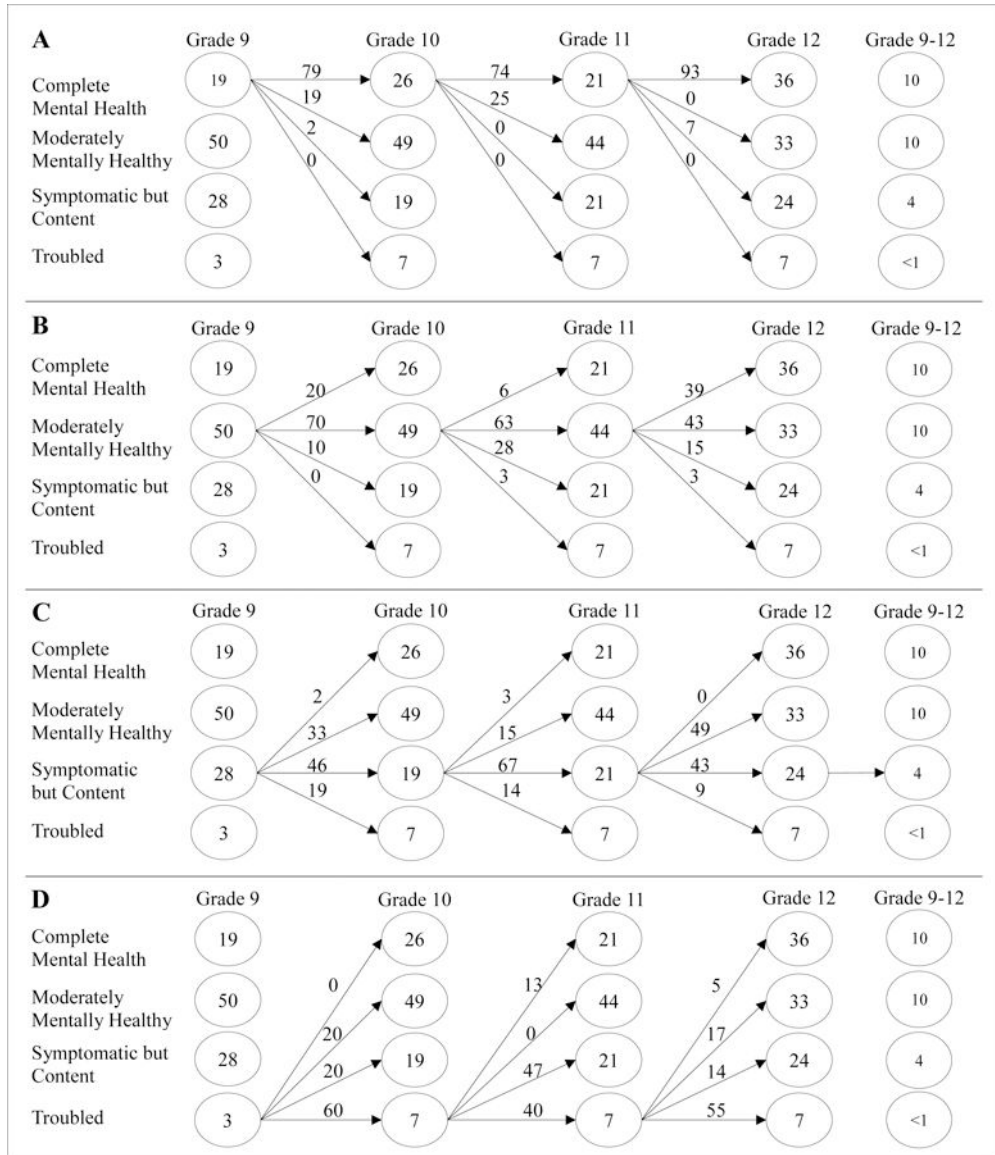 A
Grade 9 Grade 10 Grade 11 Grade 12 Grade 9-12
Complete
Mental Health
19 79 26 74 21 93 36 10
19 25 0
Moderately
Mentally Healthy
50 2 49 0 44 7 33 10
0 0 0
Symptomatic but
Content
28 19 21 24 4
Troubled
3 7 7 7 <1
B
Grade 9 Grade 10 Grade 11 Grade 12 Grade 9-12
Complete
Mental Health
19 26 21 36 10
20 6 39
Moderately
Mentally Healthy
50 70 49 63 44 43 33 10
10 28 15
0 3 3
Symptomatic but
Content
28 19 21 24 4
Troubled
3 7 7 7 <1
C
Grade 9 Grade 10 Grade 11 Grade 12 Grade 9-12
Complete
Mental Health
19 26 21 36 10
2 3 0
Moderately
Mentally Healthy
50 49 44 33 10
33 15 49
Symptomatic
but Content
28 46 19 67 21 43 24 4
19 14 9
Troubled
3 7 7 7 <1
D
Grade 9 Grade 10 Grade 11 Grade 12 Grade 9-12
Complete
Mental Health
19 26 21 36 10
0 13 5
Moderately
Mentally Healthy
50 49 44 33 10
20 0 17
Symptomatic but
Content
28 19 21 24 4
20 47 14
Troubled
3 60 7 40 7 55 7 <1